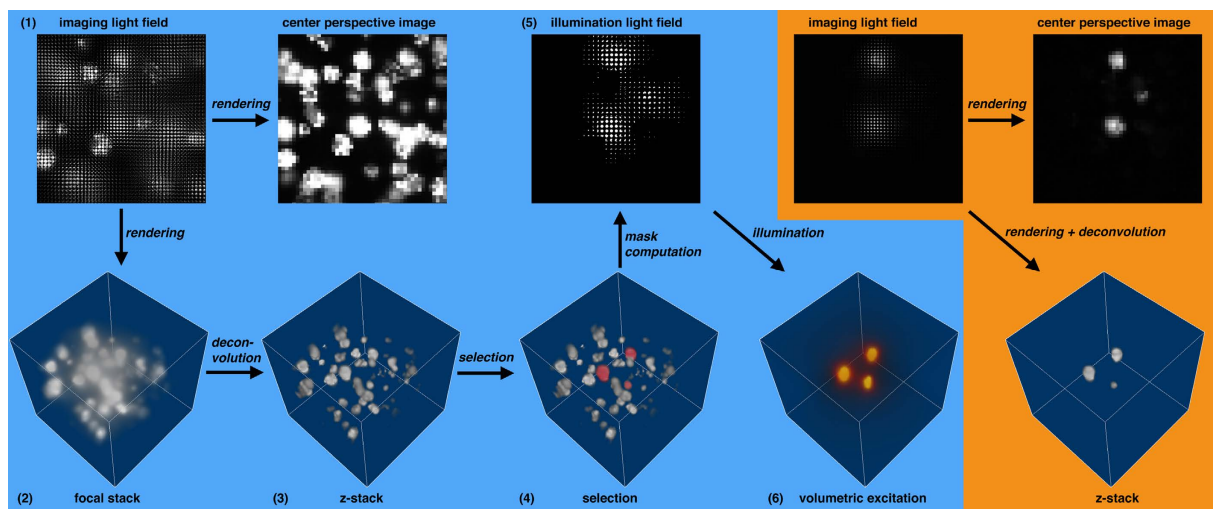 (1) imaging light field
center perspective image
(5) illumination light field
imaging light field
center perspective image
rendering
rendering
rendering
mask
computation
illumination
rendering + deconvolution
decon-
volution
selection
(2) focal stack
(3) z-stack
(4) selection
(6) volumetric excitation
z-stack